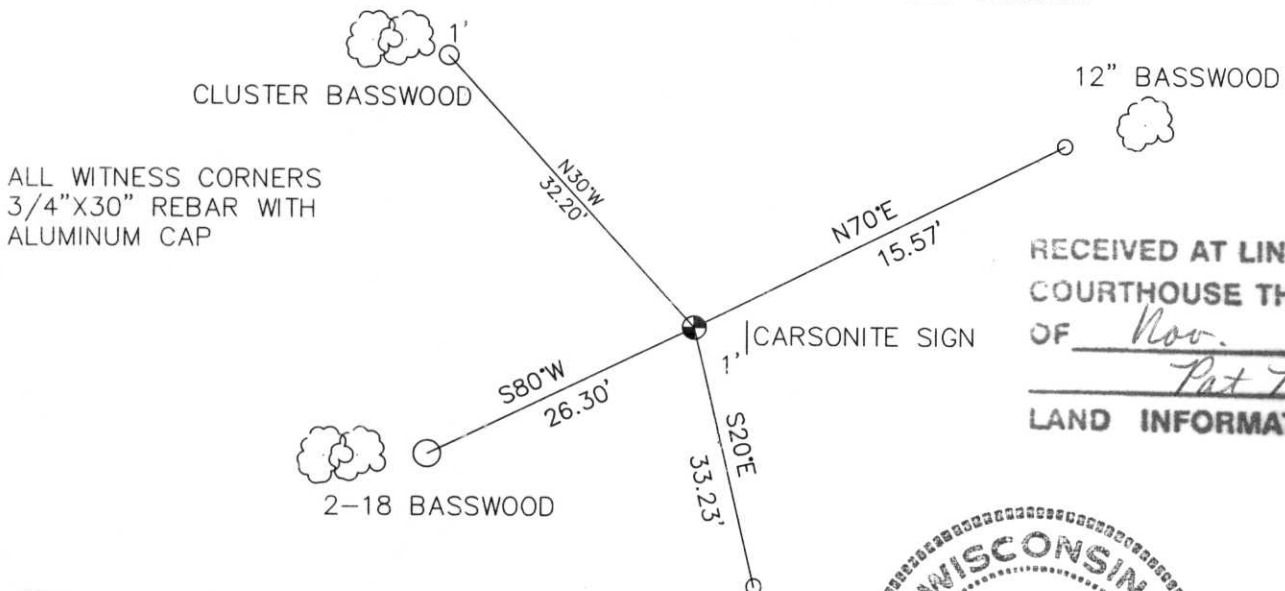 1'
CLUSTER BASSWOOD
12" BASSWOOD
ALL WITNESS CORNERS
3/4"X30" REBAR WITH
ALUMINUM CAP
N30°W
32.20'
N70°E
15.57'
RECEIVED AT LIN
COURTHOUSE TH
OF Nov.
Pat
LAND INFORMAT
CARSONITE SIGN
1'
S80°W
26.30'
S20°E
33.23'
2-18 BASSWOOD
WISCONSIN